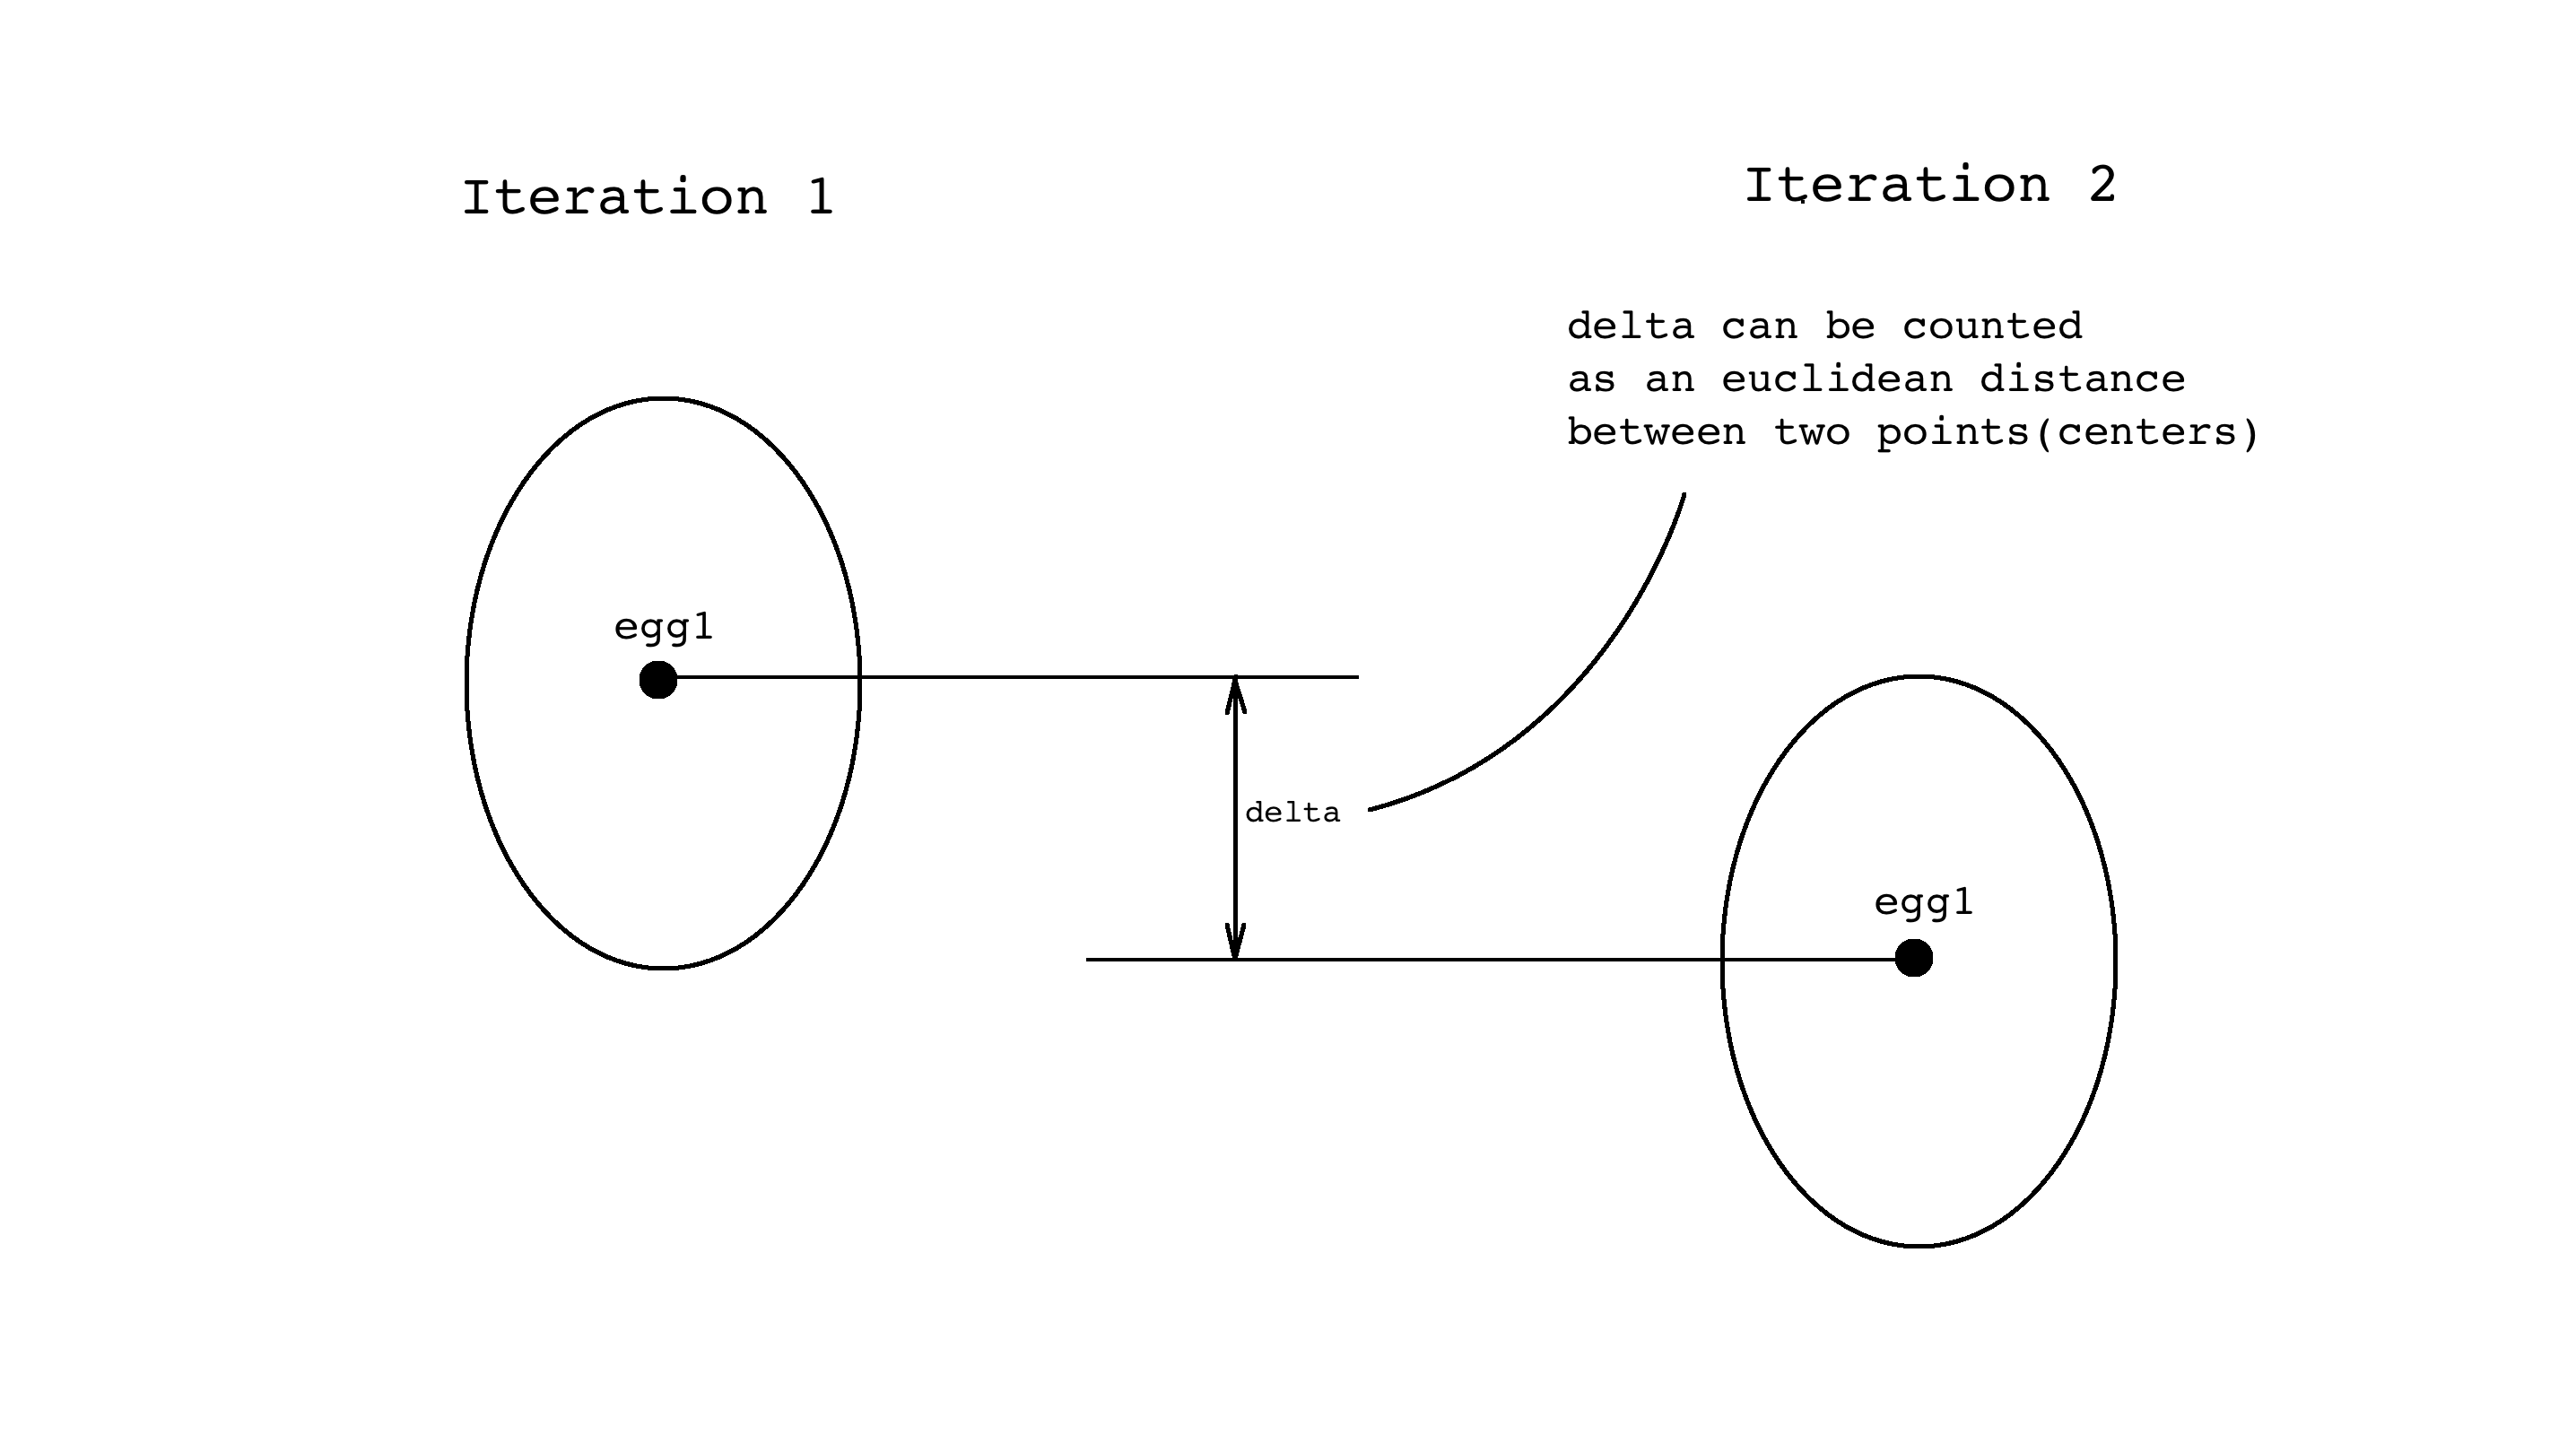 Iteration 1
Iteration 2
delta can be counted
as an euclidean distance
between two points(centers)
egg1
delta
egg1